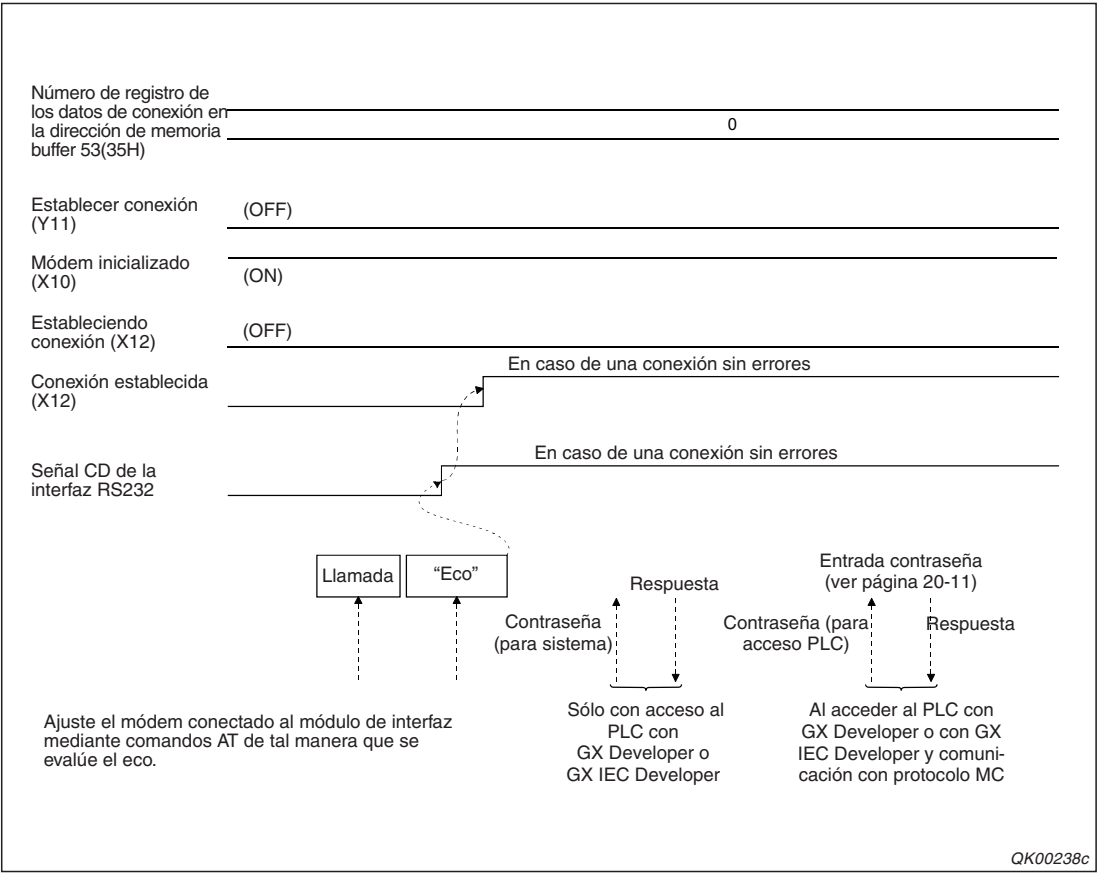 Número de registro de
los datos de conexión en
la dirección de memoria
buffer 53(35H)
0
Establecer conexión
(Y11)
(OFF)
Módem inicializado
(X10)
(ON)
Estableciendo
conexión (X12)
(OFF)
En caso de una conexión sin errores
Conexión establecida
(X12)
En caso de una conexión sin errores
Señal CD de la
interfaz RS232
Llamada
“Eco”
Respuesta
Contraseña
(para sistema)
Entrada contraseña
(ver página 20-11)
Contraseña (para
acceso PLC)
Respuesta
Ajuste el módem conectado al módulo de interfaz
mediante comandos AT de tal manera que se
evalúe el eco.
Sólo con acceso al
PLC con
GX Developer o
GX IEC Developer
Al acceder al PLC con
GX Developer o con GX
IEC Developer y comuni-
cación con protocolo MC
QK00238c